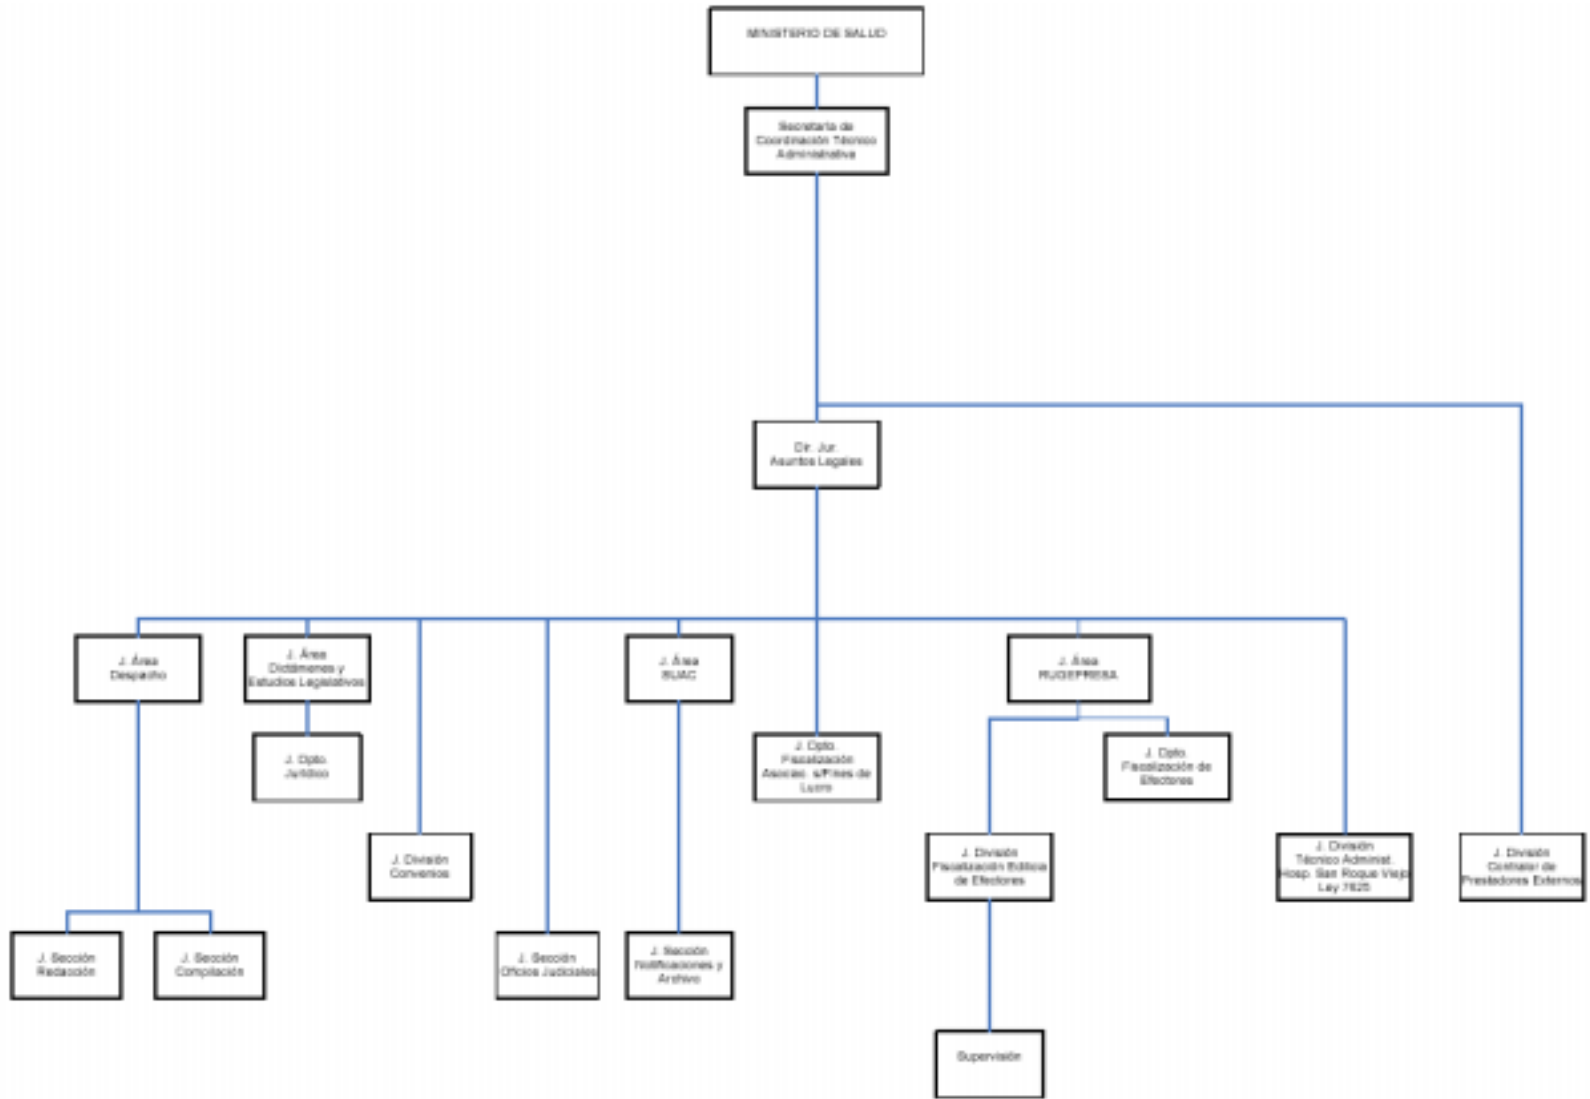 MINISTERIO DE SALUD
Secretaría de
Coordinación Técnico
Administrativa
Dir. Jur.
Asuntos Legales
J. Área
Despacho
J. Área
Dictámenes y
Estudios Legislativos
J. Área
SUAC
J. Área
RUGEPRESA
J. Dpto.
Jurídico
J. Dpto.
Fiscalización
Asociac. s/Fines de
Lucro
J. Dpto.
Fiscalización de
Efectores
J. División
Convenios
J. División
Fiscalización Edilicia
de Efectores
J. División
Técnico Administ.
Hosp. San Roque Viejo
Ley 7625
J. División
Contralor de
Prestadores Externos
J. Sección
Redacción
J. Sección
Compilación
J. Sección
Oficios Judiciales
J. Sección
Notificaciones y
Archivo
Supervisión